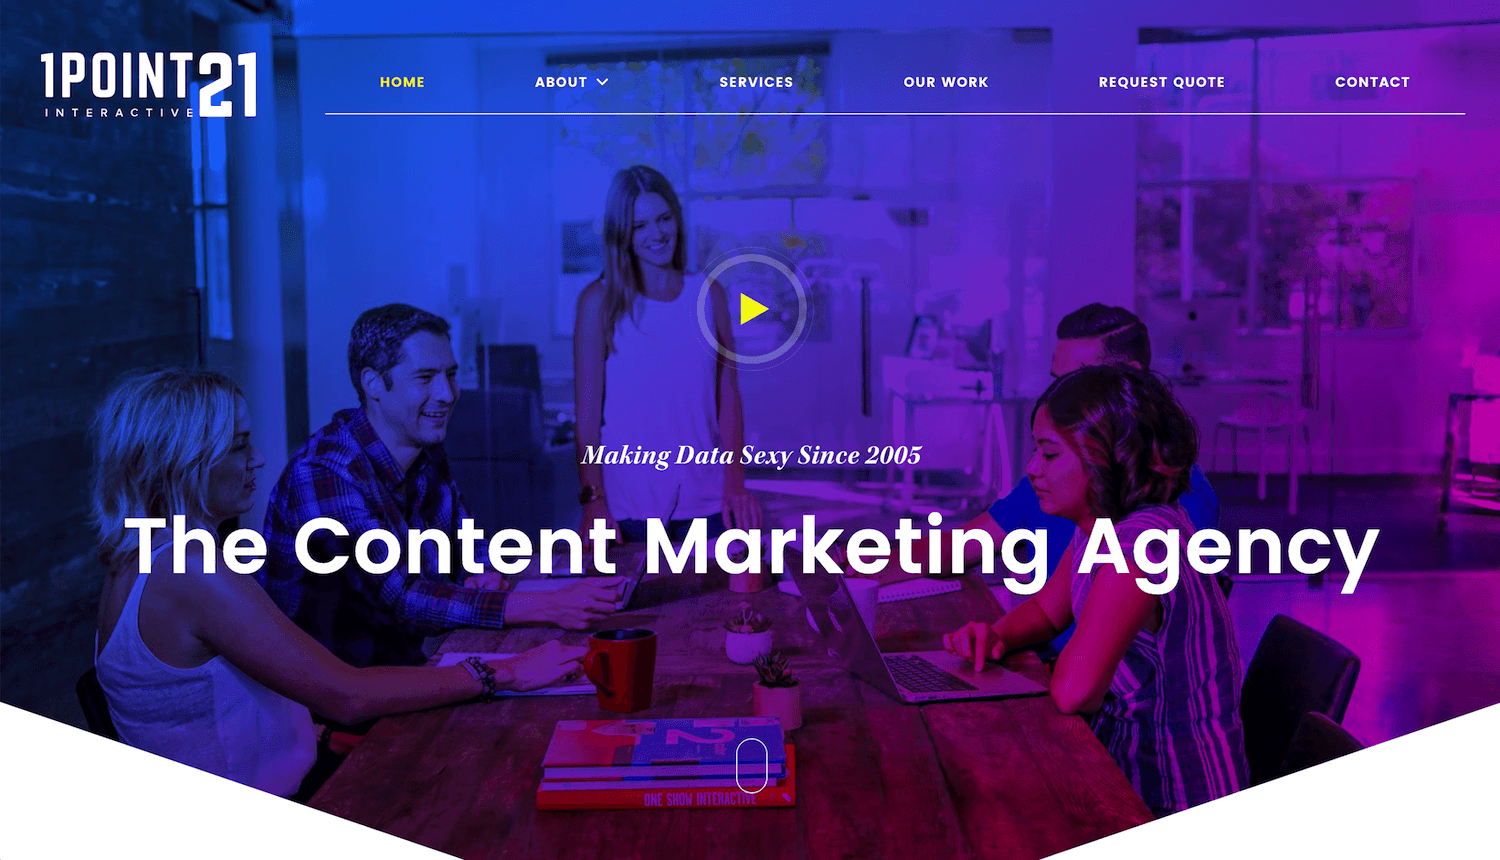 1POINT21
INTERACTIVE
HOME
ABOUT
SERVICES
OUR WORK
REQUEST QUOTE
CONTACT
Making Data Sexy Since 2005
The Content Marketing Agency
2
ONE SHOW INTERACTIVE